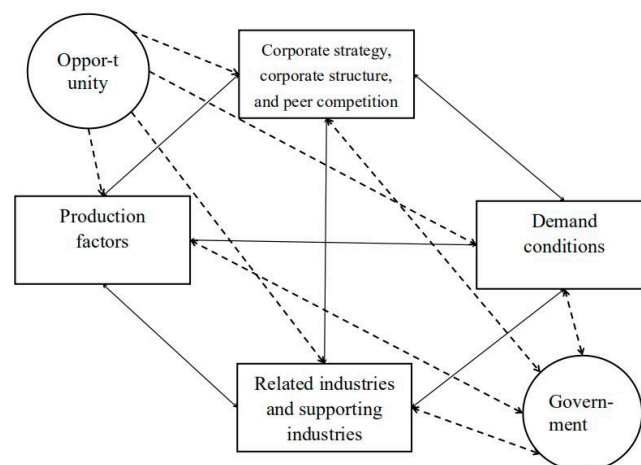 Oppor-t
unity
Corporate strategy,
corporate structure,
and peer competition
Production
factors
Demand
conditions
Related industries
and supporting
industries
Govern-
ment